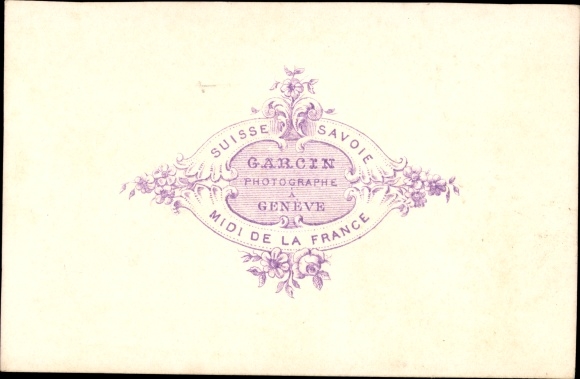 SUISSE SAVOIE
GARCIN
PHOTOGRAPHE
À
GENÈVE
MIDI DE LA FRANCE